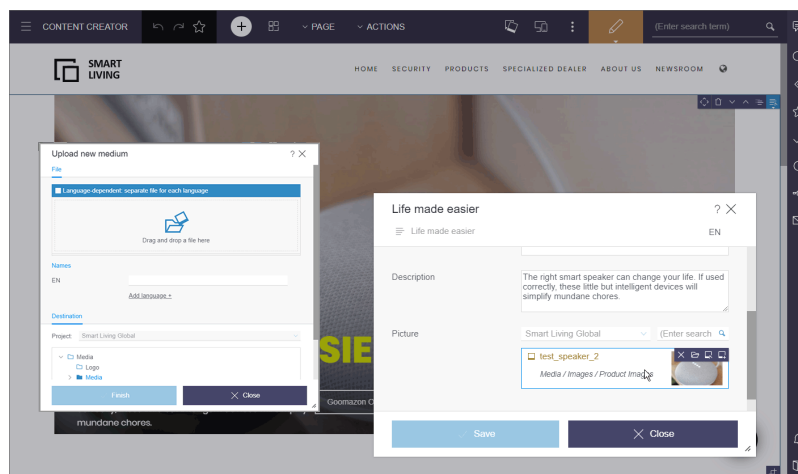 CONTENT CREATOR
PAGE
ACTIONS
(Enter search term)
SMART
LIVING
HOME SECURITY PRODUCTS SPECIALIZED DEALER ABOUT US NEWSROOM
Upload new medium
?
File
Language-dependent: separate file for each language
Drag and drop a file here
Names
EN
Add language +
Destination
Project: Smart Living Global
Media
Logo
Media
Finish
Close
SIE
Goomazon O
mundane chores.
Life made easier
?
Life made easier
EN
Description
The right smart speaker can change your life. If used
correctly, these little but intelligent devices will
simplify mundane chores.
Picture
Smart Living Global
(Enter search
test_speaker_2
Media / Images / Product Images
Save
Close